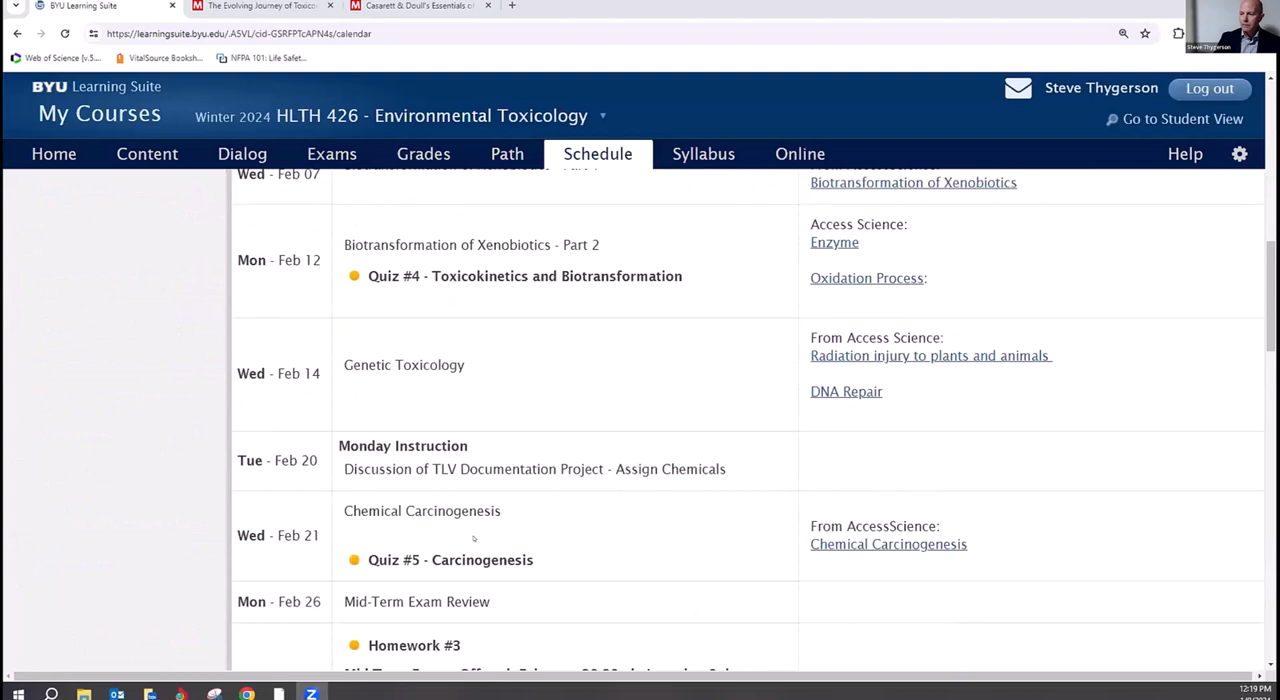 BYU Learning Suite
The Evolving Journey of Toxico
Casarett & Doull's Essentials o
https://learningsuite.byu.edu/.A5VL/cid-GSRFPTcAPN4s/calendar
Steve Thygerson
Web of Science [v.5....
VitalSource Booksh...
NFPA 101: Life Safet...
BYU Learning Suite
Steve Thygerson
Log out
My Courses
Winter 2024 HLTH 426 - Environmental Toxicology
Go to Student View
Home
Content
Dialog
Exams
Grades
Path
Schedule
Syllabus
Online
Help
Wed - Feb 07
Biotransformation of Xenobiotics
Mon - Feb 12
Biotransformation of Xenobiotics - Part 2
Quiz #4 - Toxicokinetics and Biotransformation
Access Science:
Enzyme
Oxidation Process:
Wed - Feb 14
Genetic Toxicology
From Access Science:
Radiation injury to plants and animals
DNA Repair
Tue - Feb 20
Monday Instruction
Discussion of TLV Documentation Project - Assign Chemicals
Wed - Feb 21
Chemical Carcinogenesis
Quiz #5 - Carcinogenesis
From AccessScience:
Chemical Carcinogenesis
Mon - Feb 26
Mid-Term Exam Review
Homework #3
12:19 PM